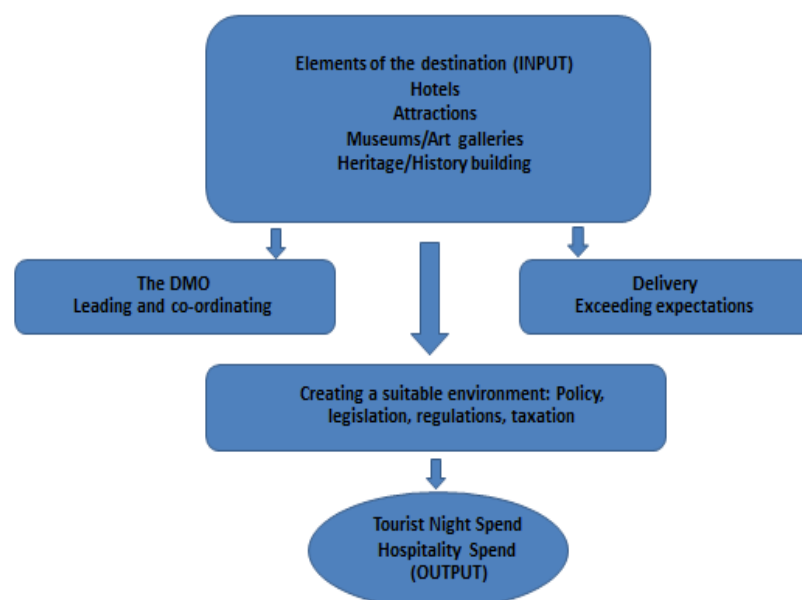 Elements of the destination (INPUT)
Hotels
Attractions
Museums/Art galleries
Heritage/History building
The DMO
Leading and co-ordinating
Delivery
Exceeding expectations
Creating a suitable environment: Policy,
legislation, regulations, taxation
Tourist Night Spend
Hospitality Spend
(OUTPUT)